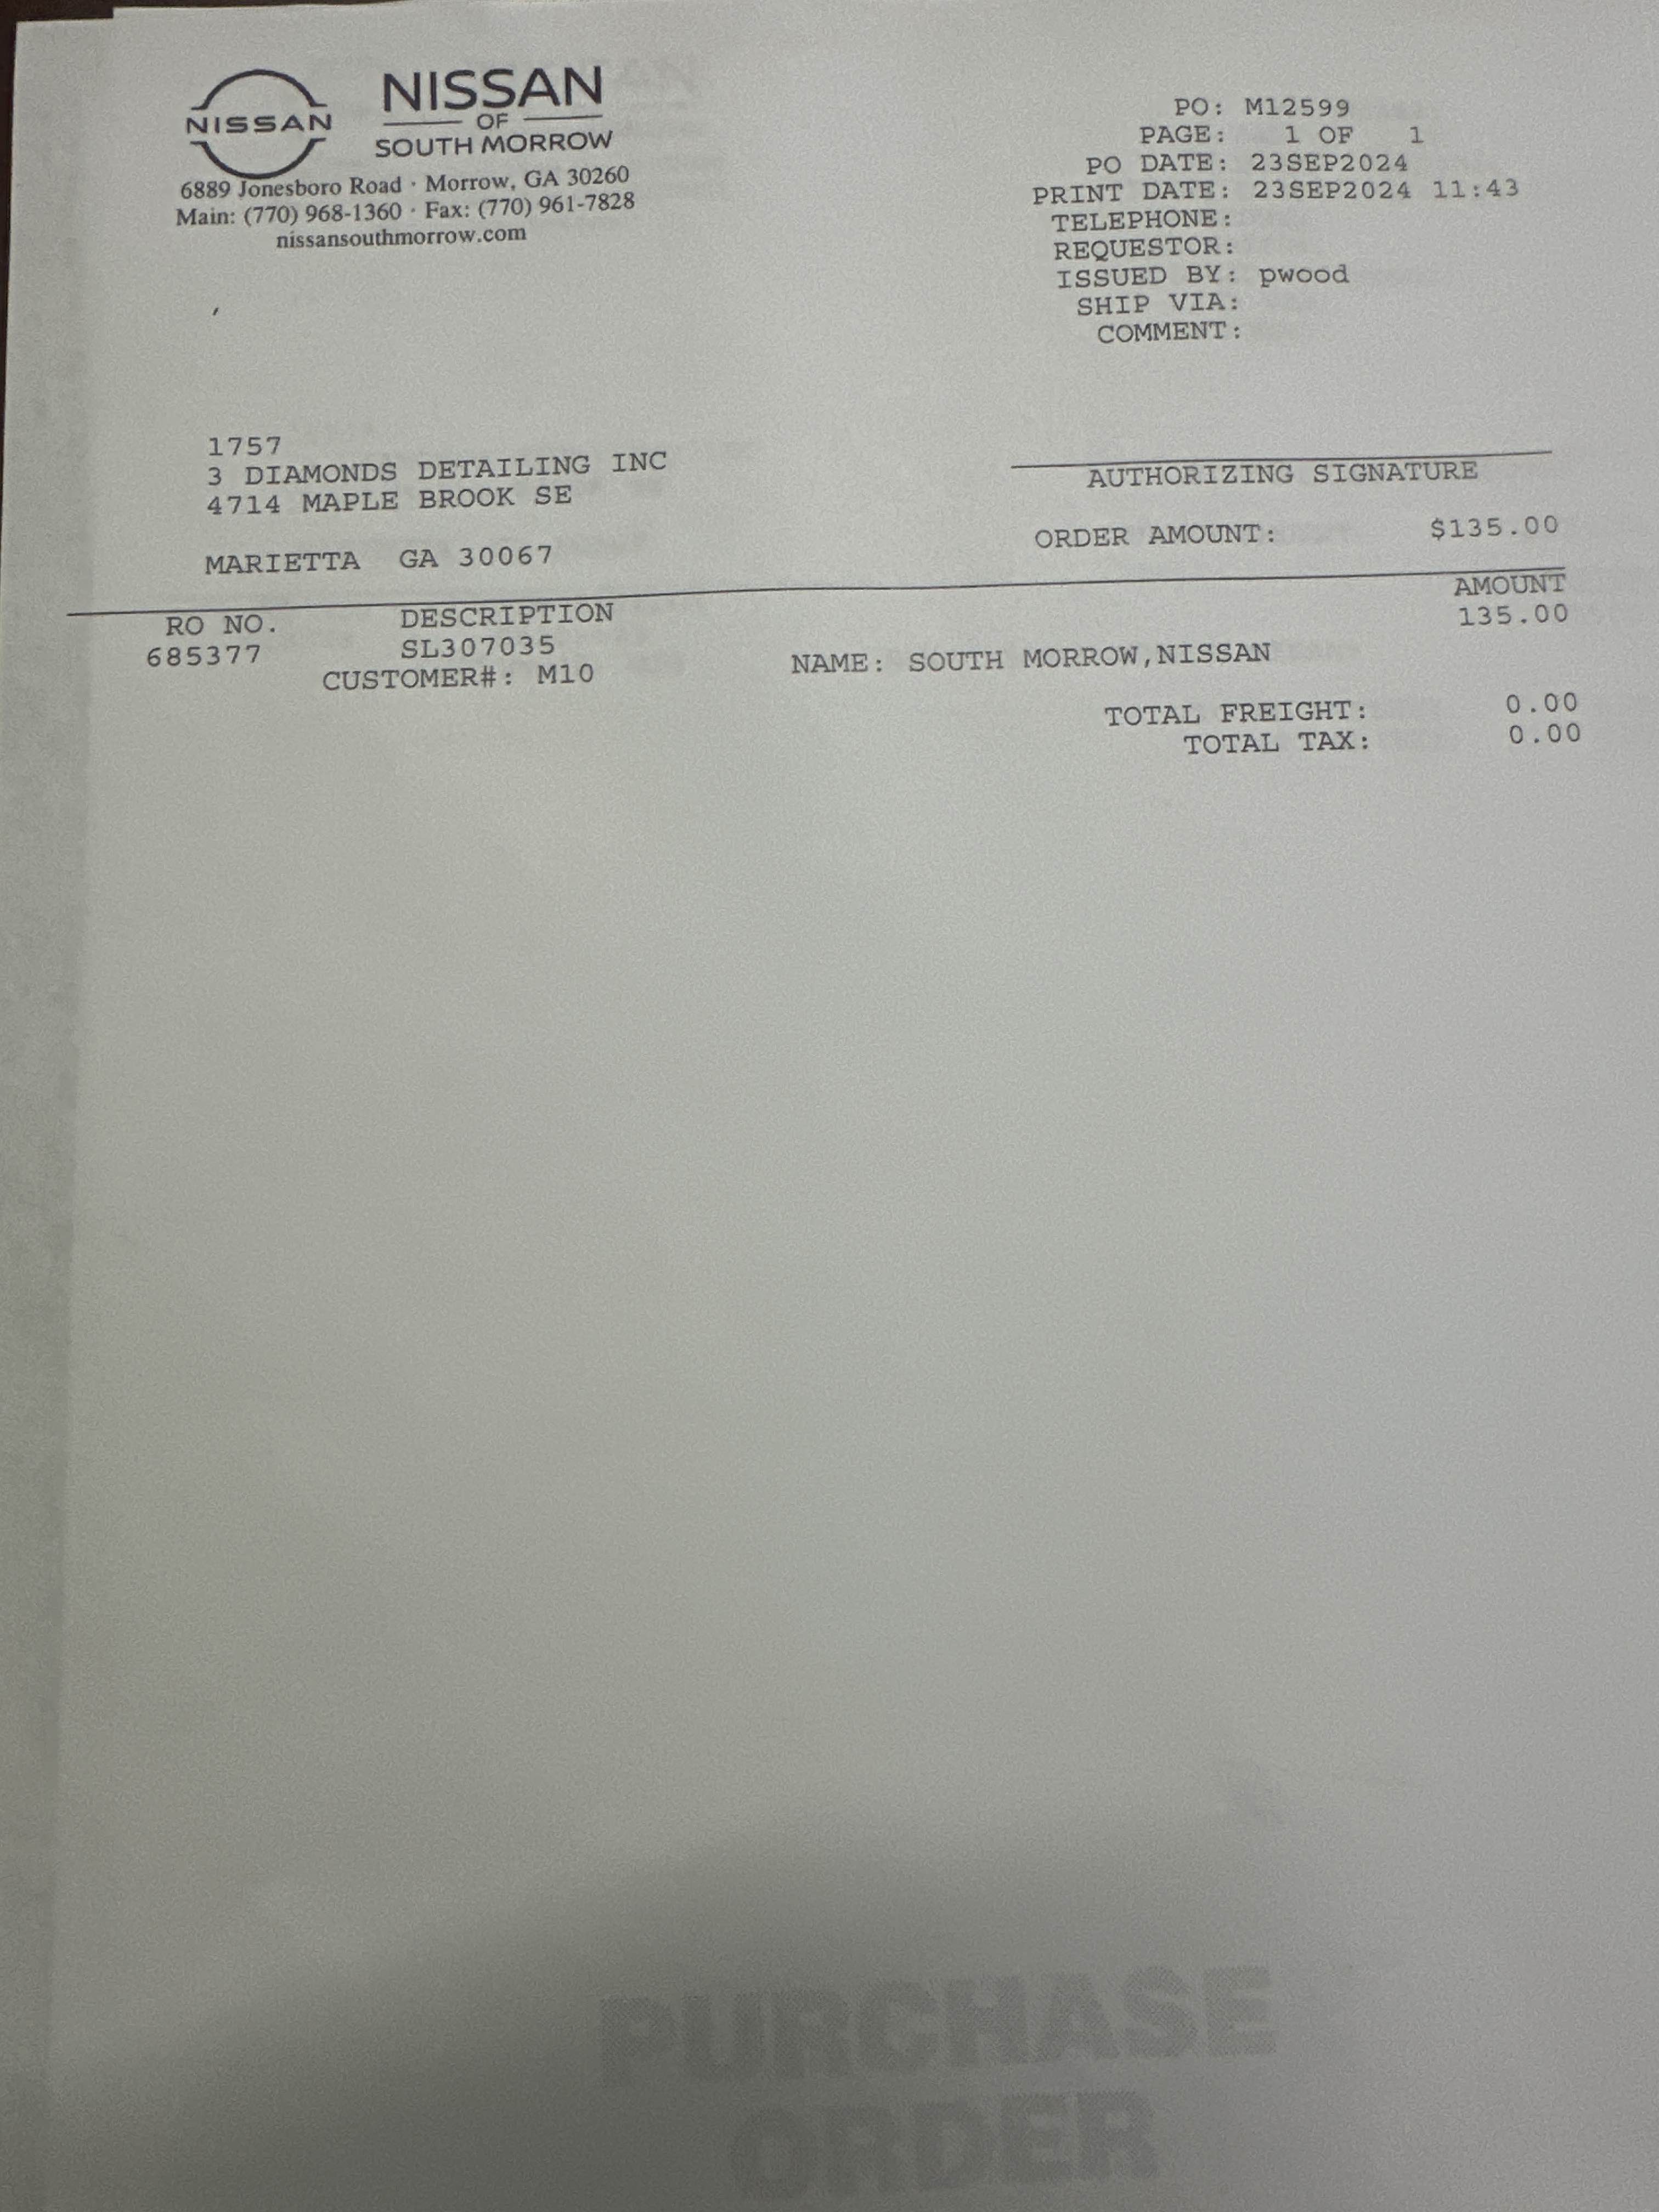 NISSAN
NISSAN
OF
SOUTH MORROW
6889 Jonesboro Road · Morrow, GA 30260
Main: (770) 968-1360 · Fax: (770) 961-7828
nissansouthmorrow.com
PO: M12599
PAGE: 1 OF 1
PO DATE: 23SEP2024
PRINT DATE: 23SEP2024 11:43
TELEPHONE:
REQUESTOR:
ISSUED BY: pwood
SHIP VIA:
COMMENT:
1757
3 DIAMONDS DETAILING INC
4714 MAPLE BROOK SE
MARIETTA GA 30067
AUTHORIZING SIGNATURE
ORDER AMOUNT: $135.00
RO NO. DESCRIPTION AMOUNT
685377 SL307035 135.00
CUSTOMER#: M10 NAME: SOUTH MORROW,NISSAN
TOTAL FREIGHT: 0.00
TOTAL TAX: 0.00
PURCHASE
ORDER